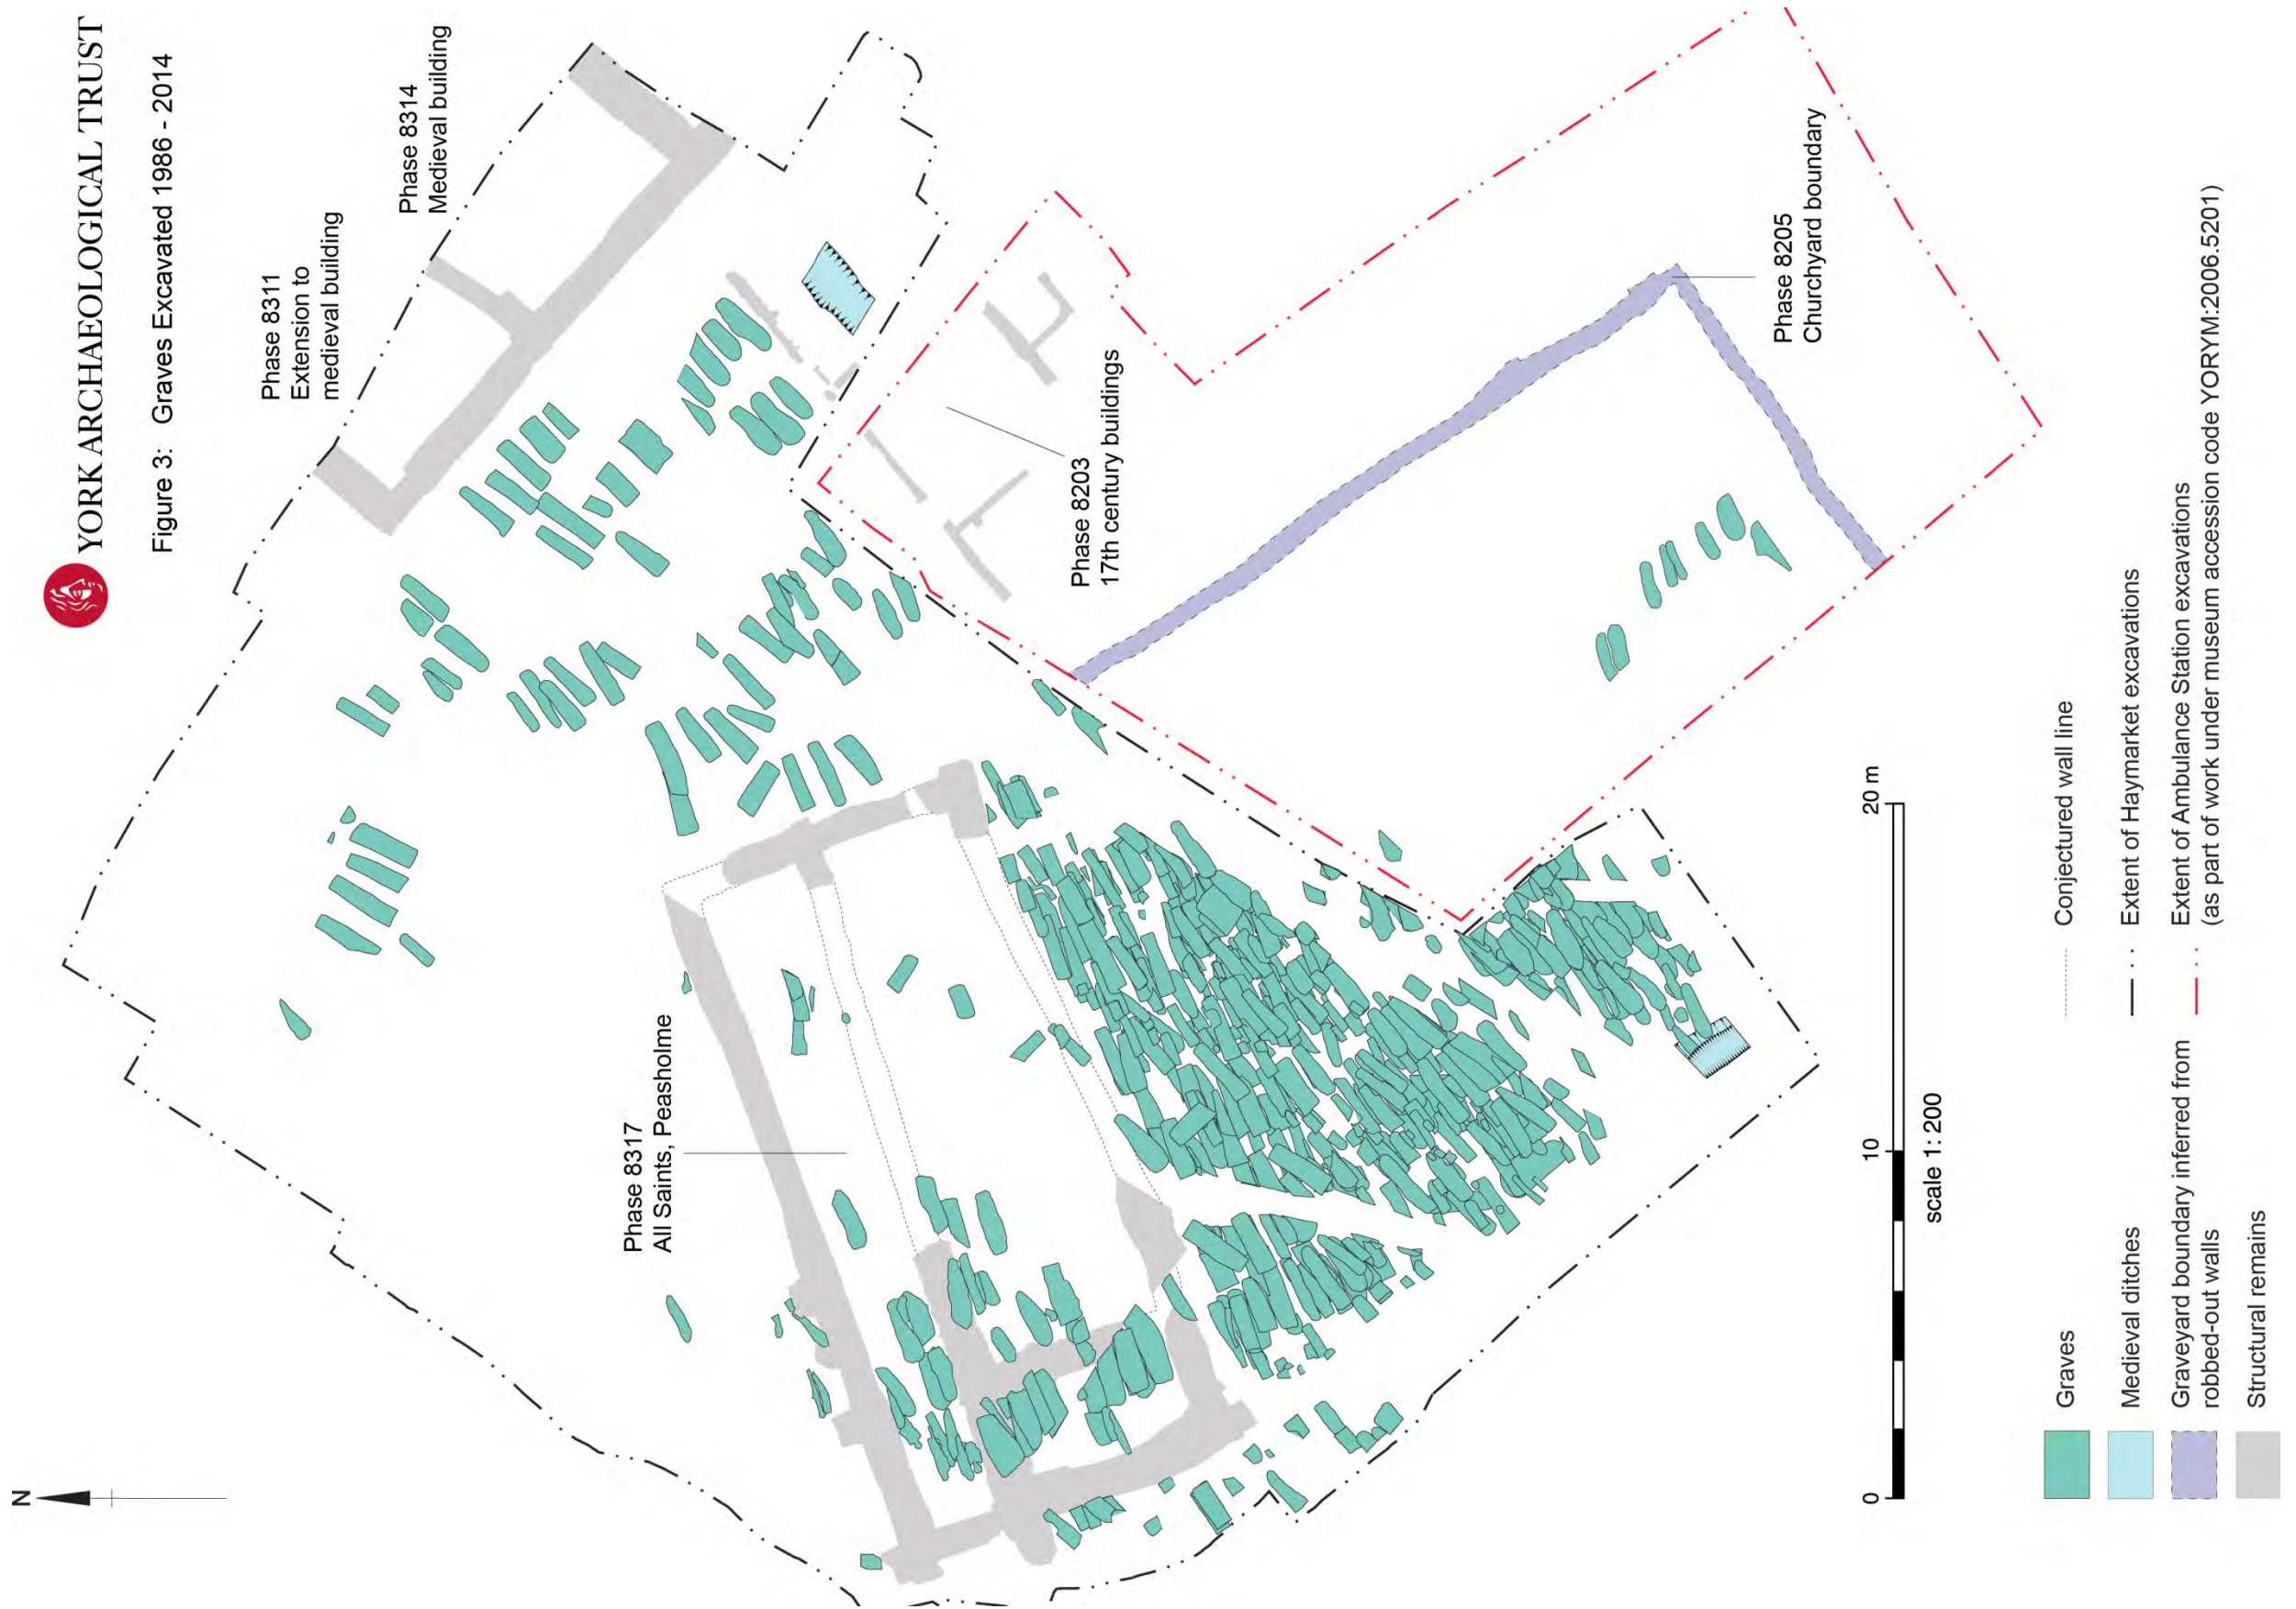 YORK ARCHAEOLOGICAL TRUST
Figure 3: Graves Excavated 1986 - 2014
N
Phase 8311
Extension to
medieval building
Phase 8314
Medieval building
Phase 8317
All Saints, Peasholme
Phase 8203
17th century buildings
Phase 8205
Churchyard boundary
0
10
20 m
scale 1: 200
Graves
Medieval ditches
Graveyard boundary inferred from
robbed-out walls
Structural remains
Conjectured wall line
Extent of Haymarket excavations
Extent of Ambulance Station excavations
(as part of work under museum accession code YORYM:2006.5201)